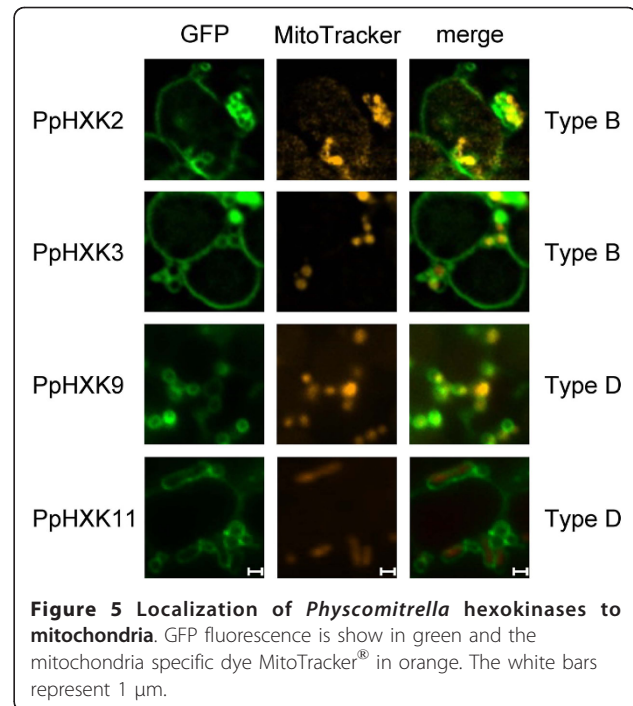 GFP MitoTracker merge
PpHXK2 Type B
PpHXK3 Type B
PpHXK9 Type D
PpHXK11 Type D
Figure 5 Localization of Physcomitrella hexokinases to
mitochondria. GFP fluorescence is show in green and the
mitochondria specific dye MitoTracker® in orange. The white bars
represent 1 μm.